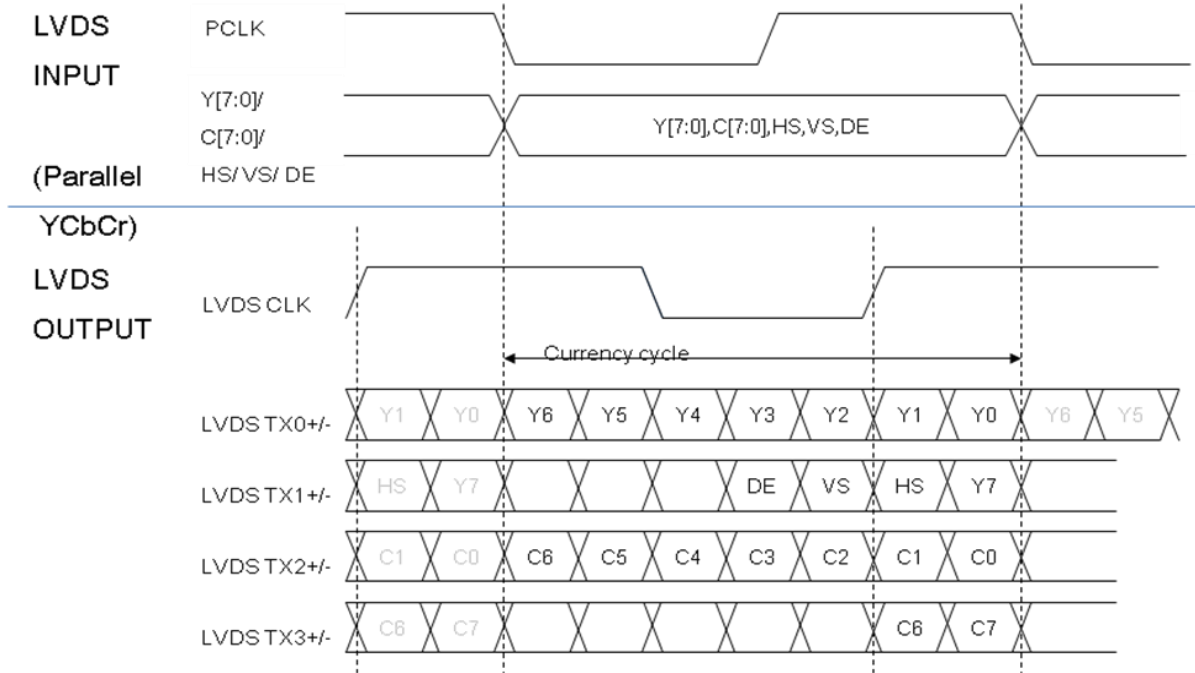 LVDS
INPUT
PCLK
Y[7:0]/
C[7:0]/
HS/VS/ DE
Y[7:0],C[7:0],HS,VS,DE
(Parallel
YCbCr)
LVDS
OUTPUT
LVDS CLK
Currency cycle
LVDS TX0+/- Y1 Y0 Y6 Y5 Y4 Y3 Y2 Y1 Y0 Y6 Y5
LVDS TX1+/- HS Y7 DE VS HS Y7
LVDS TX2+/- C1 C0 C6 C5 C4 C3 C2 C1 C0
LVDS TX3+/- C6 C7 C6 C7